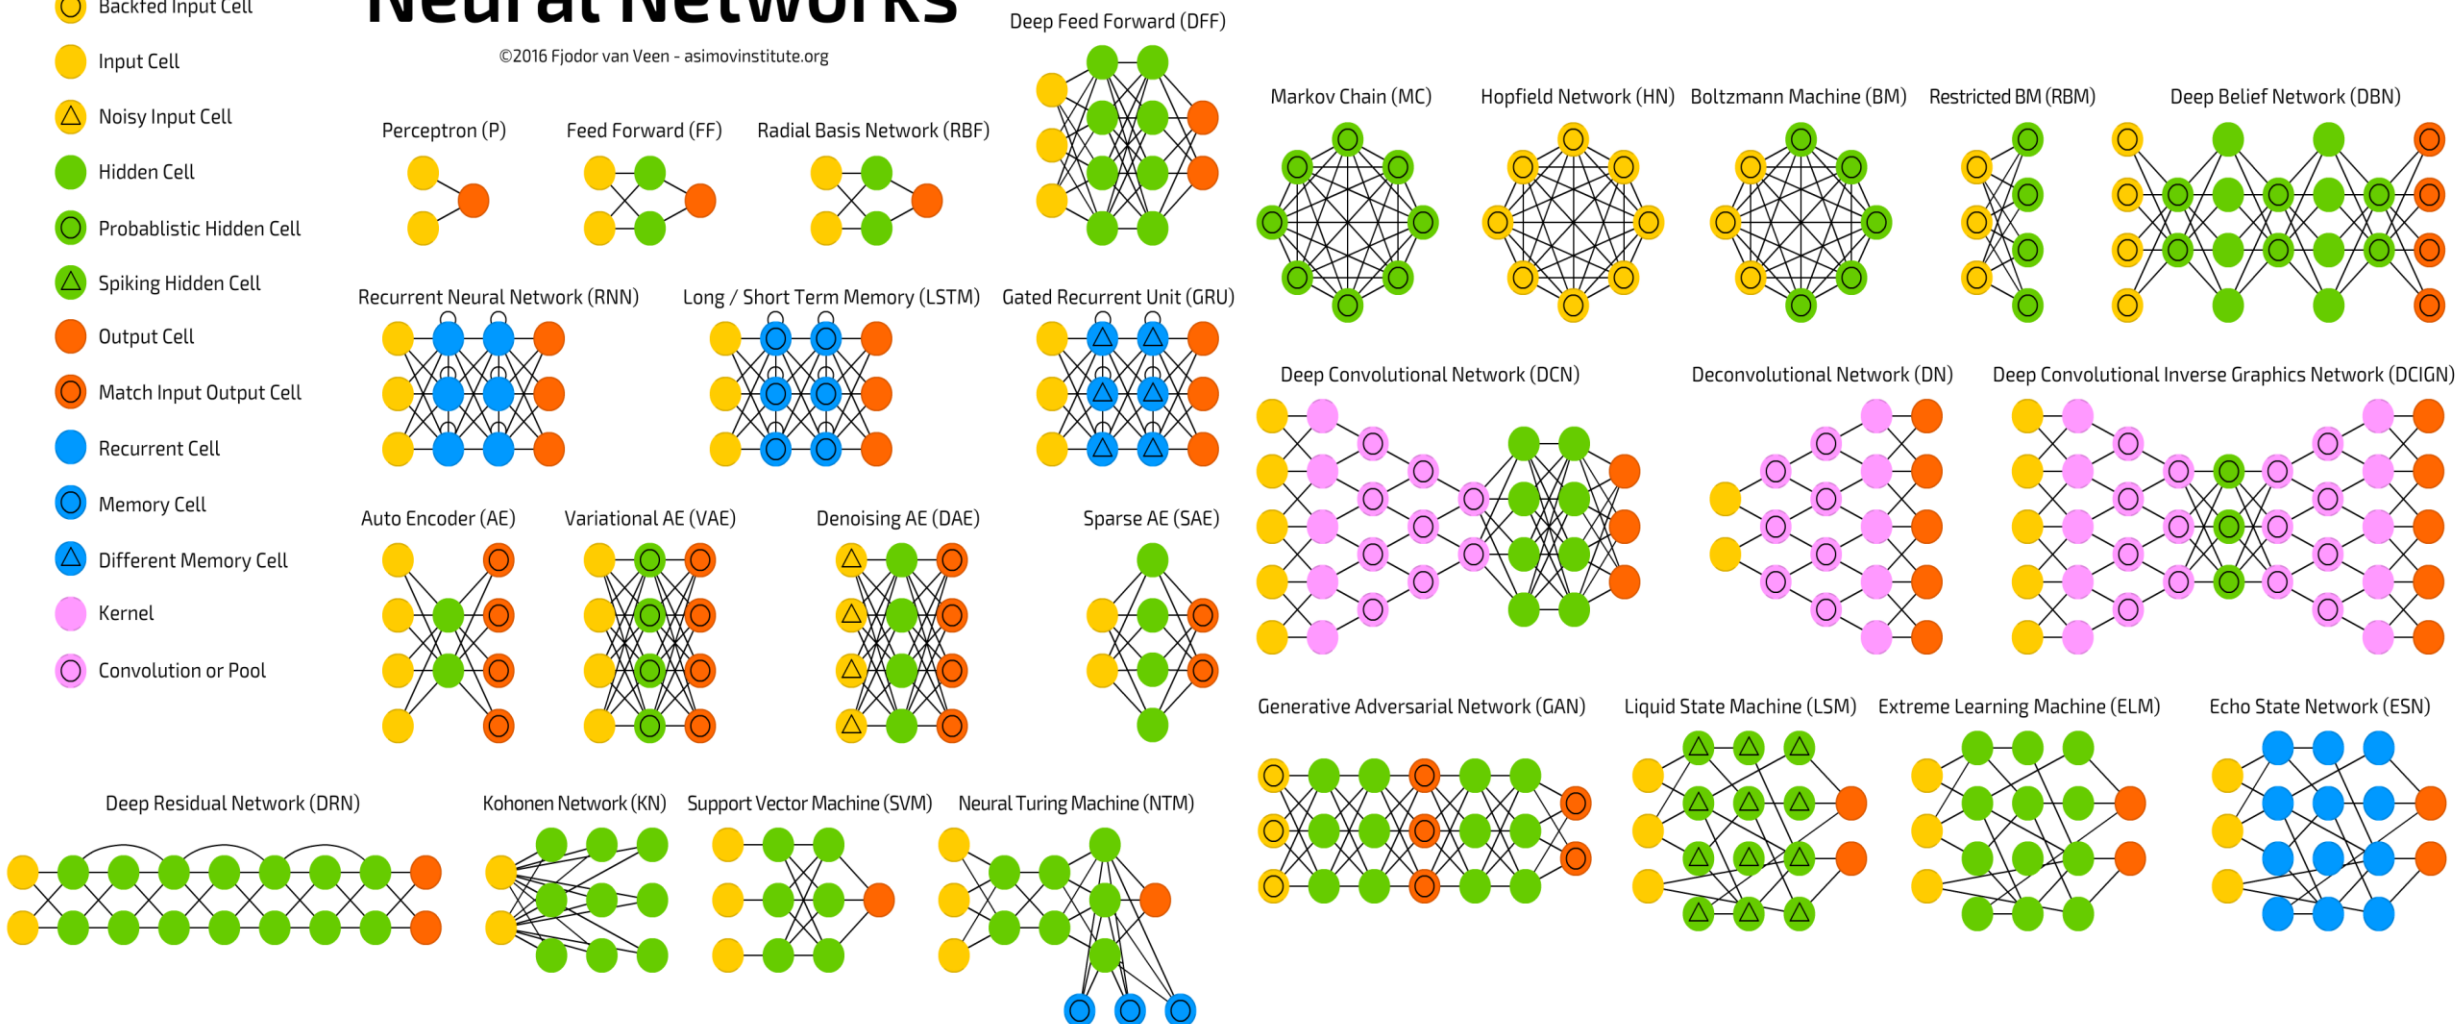 Backfed Input Cell
Neural Networks
Deep Feed Forward (DFF)
Input Cell
©2016 Fjodor van Veen - asimovinstitute.org
Noisy Input Cell
Perceptron (P)
Feed Forward (FF)
Radial Basis Network (RBF)
Markov Chain (MC)
Hopfield Network (HN)
Boltzmann Machine (BM)
Restricted BM (RBM)
Deep Belief Network (DBN)
Hidden Cell
Probablistic Hidden Cell
Spiking Hidden Cell
Recurrent Neural Network (RNN)
Long / Short Term Memory (LSTM)
Gated Recurrent Unit (GRU)
Output Cell
Match Input Output Cell
Deep Convolutional Network (DCN)
Deconvolutional Network (DN)
Deep Convolutional Inverse Graphics Network (DCIGN)
Recurrent Cell
Memory Cell
Auto Encoder (AE)
Variational AE (VAE)
Denoising AE (DAE)
Sparse AE (SAE)
Different Memory Cell
Kernel
Convolution or Pool
Generative Adversarial Network (GAN)
Liquid State Machine (LSM)
Extreme Learning Machine (ELM)
Echo State Network (ESN)
Deep Residual Network (DRN)
Kohonen Network (KN)
Support Vector Machine (SVM)
Neural Turing Machine (NTM)